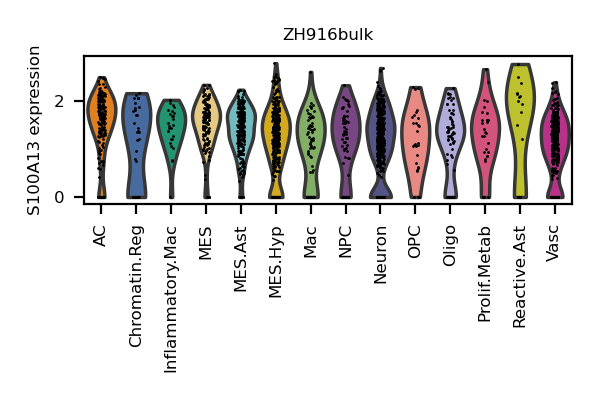 ZH916bulk
S100A13 expression
2
0
AC
Chromatin.Reg
Inflammatory.Mac
MES
MES.Ast
MES.Hyp
Mac
NPC
Neuron
OPC
Oligo
Prolif.Metab
Reactive.Ast
Vasc